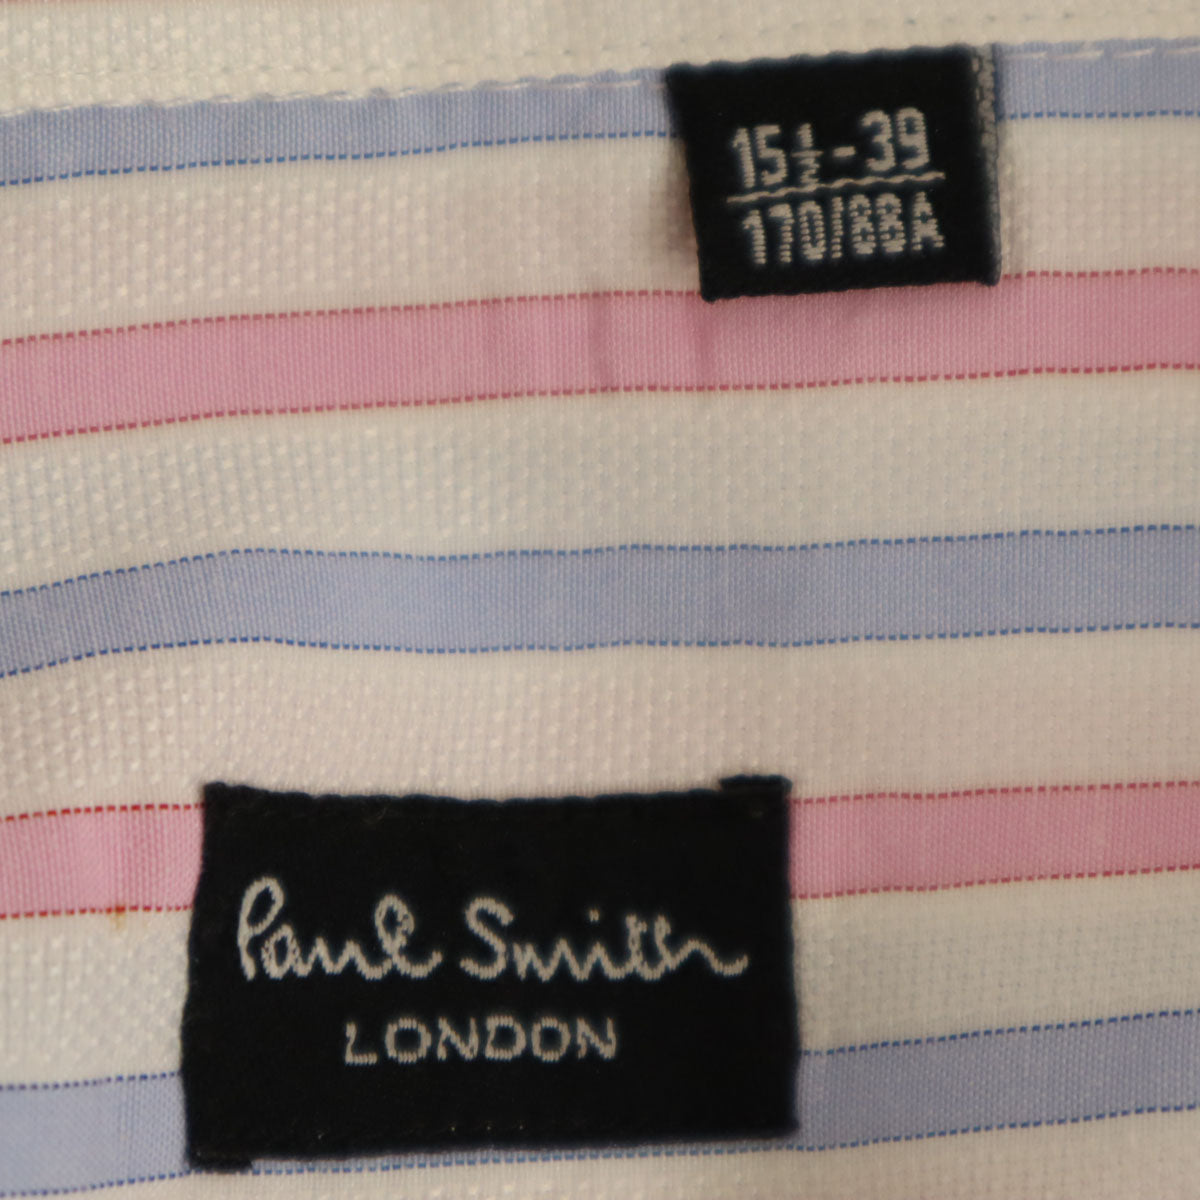 15½-39
170/88A
Paul Smith
LONDON